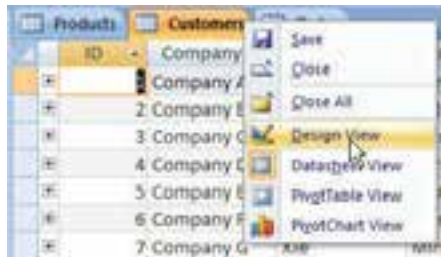 Products Customers
ID Company
Save
Company A
Close
2 Company
Close All
3 Company
Design View
4 Company
Datasheet View
5 Company
PivotTable View
6 Company F
PivotChart View
7 Company G